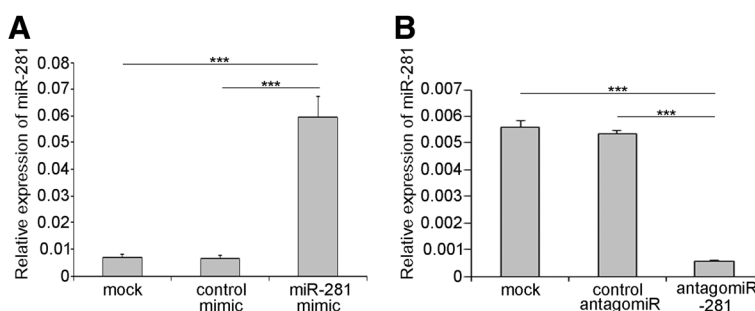 A
Relative expression of miR-281
0.08
0.07
0.06
0.05
0.04
0.03
0.02
0.01
0
***
***
mock
control
mimic
miR-281
mimic
B
Relative expression of miR-281
0.007
0.006
0.005
0.004
0.003
0.002
0.001
0
***
***
mock
control
antagomiR
antagomiR
-281